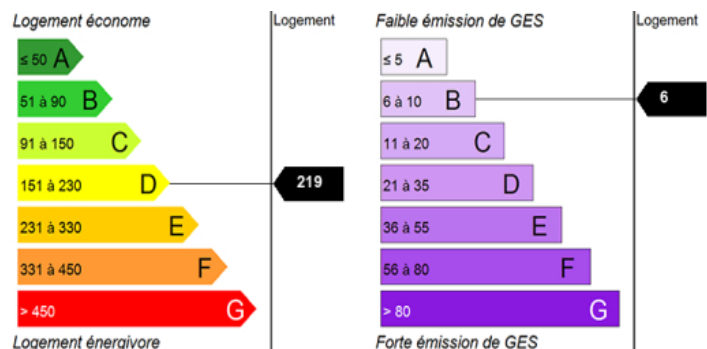 Logement économe
Logement
≤ 50 A
51 à 90 B
91 à 150 C
151 à 230 D
219
231 à 330 E
331 à 450 F
> 450 G
Logement énergivore
Faible émission de GES
Logement
≤ 5 A
6 à 10 B
6
11 à 20 C
21 à 35 D
36 à 55 E
56 à 80 F
> 80 G
Forte émission de GES